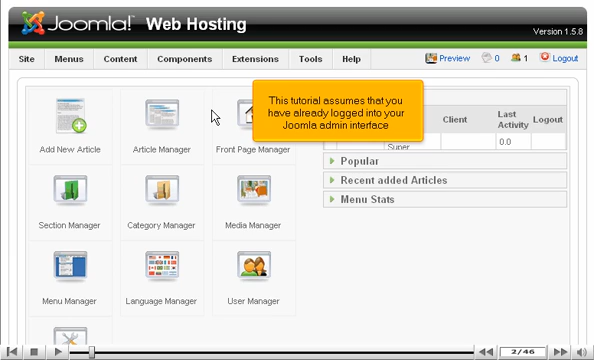 Joomla! Web Hosting
Version 1.5.8
Site Menus Content Components Extensions Tools Help Preview 0 1 Logout
This tutorial assumes that you
have already logged into your
Joomla admin interface
Client Last Activity Logout
Super
0.0
Add New Article Article Manager Front Page Manager
Popular
Recent added Articles
Menu Stats
Section Manager Category Manager Media Manager
Menu Manager Language Manager User Manager
2/46